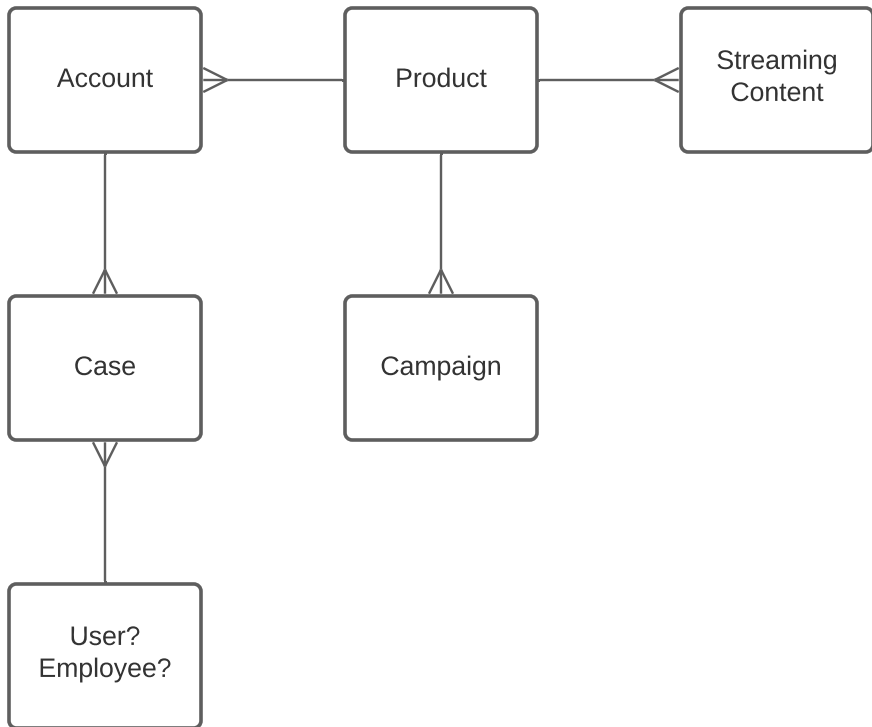 Account
Product
Streaming
Content
Case
Campaign
User?
Employee?